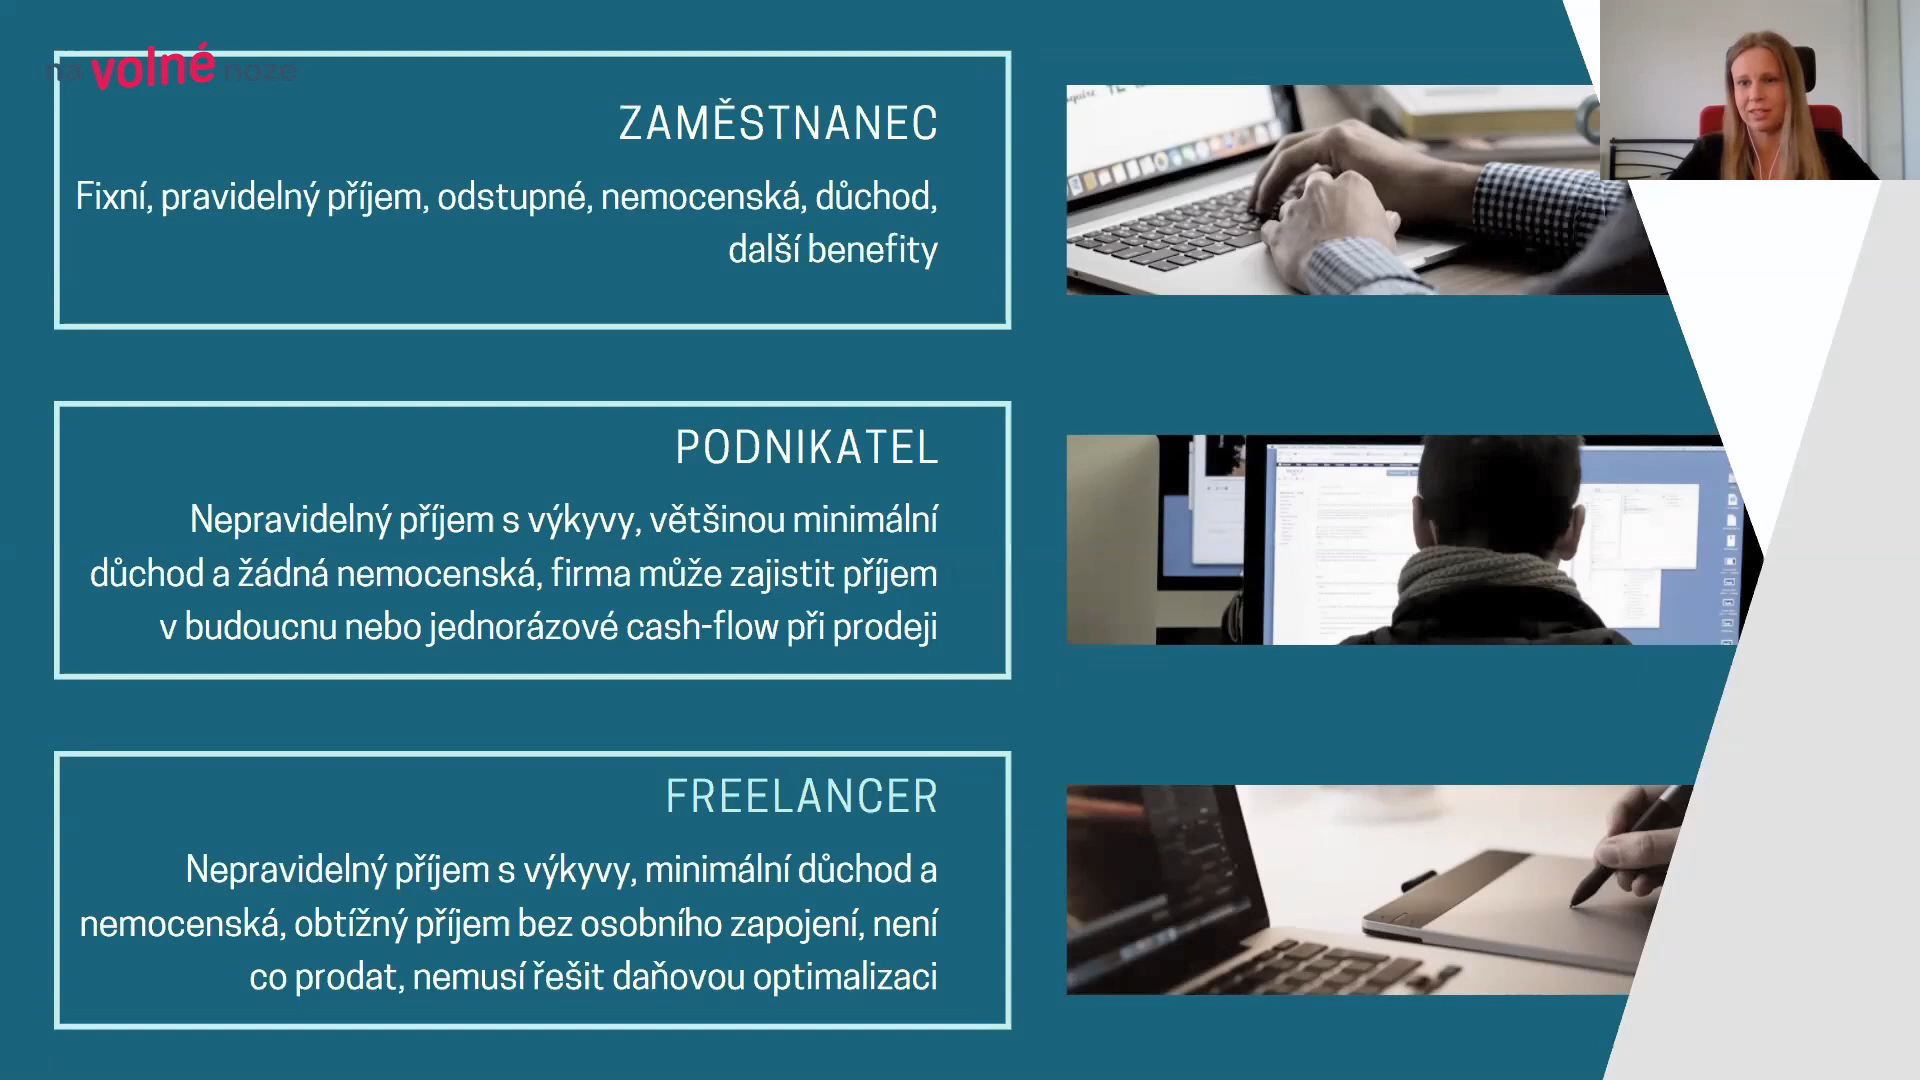 na volné noze
ZAMĚSTNANEC
Fixní, pravidelný příjem, odstupné, nemocenská, důchod,
další benefity
PODNIKATEL
Nepravidelný příjem s výkyvy, většinou minimální
důchod a žádná nemocenská, firma může zajistit příjem
v budoucnu nebo jednorázové cash-flow při prodeji
FREELANCER
Nepravidelný příjem s výkyvy, minimální důchod a
nemocenská, obtížný příjem bez osobního zapojení, není
co prodat, nemusí řešit daňovou optimalizaci